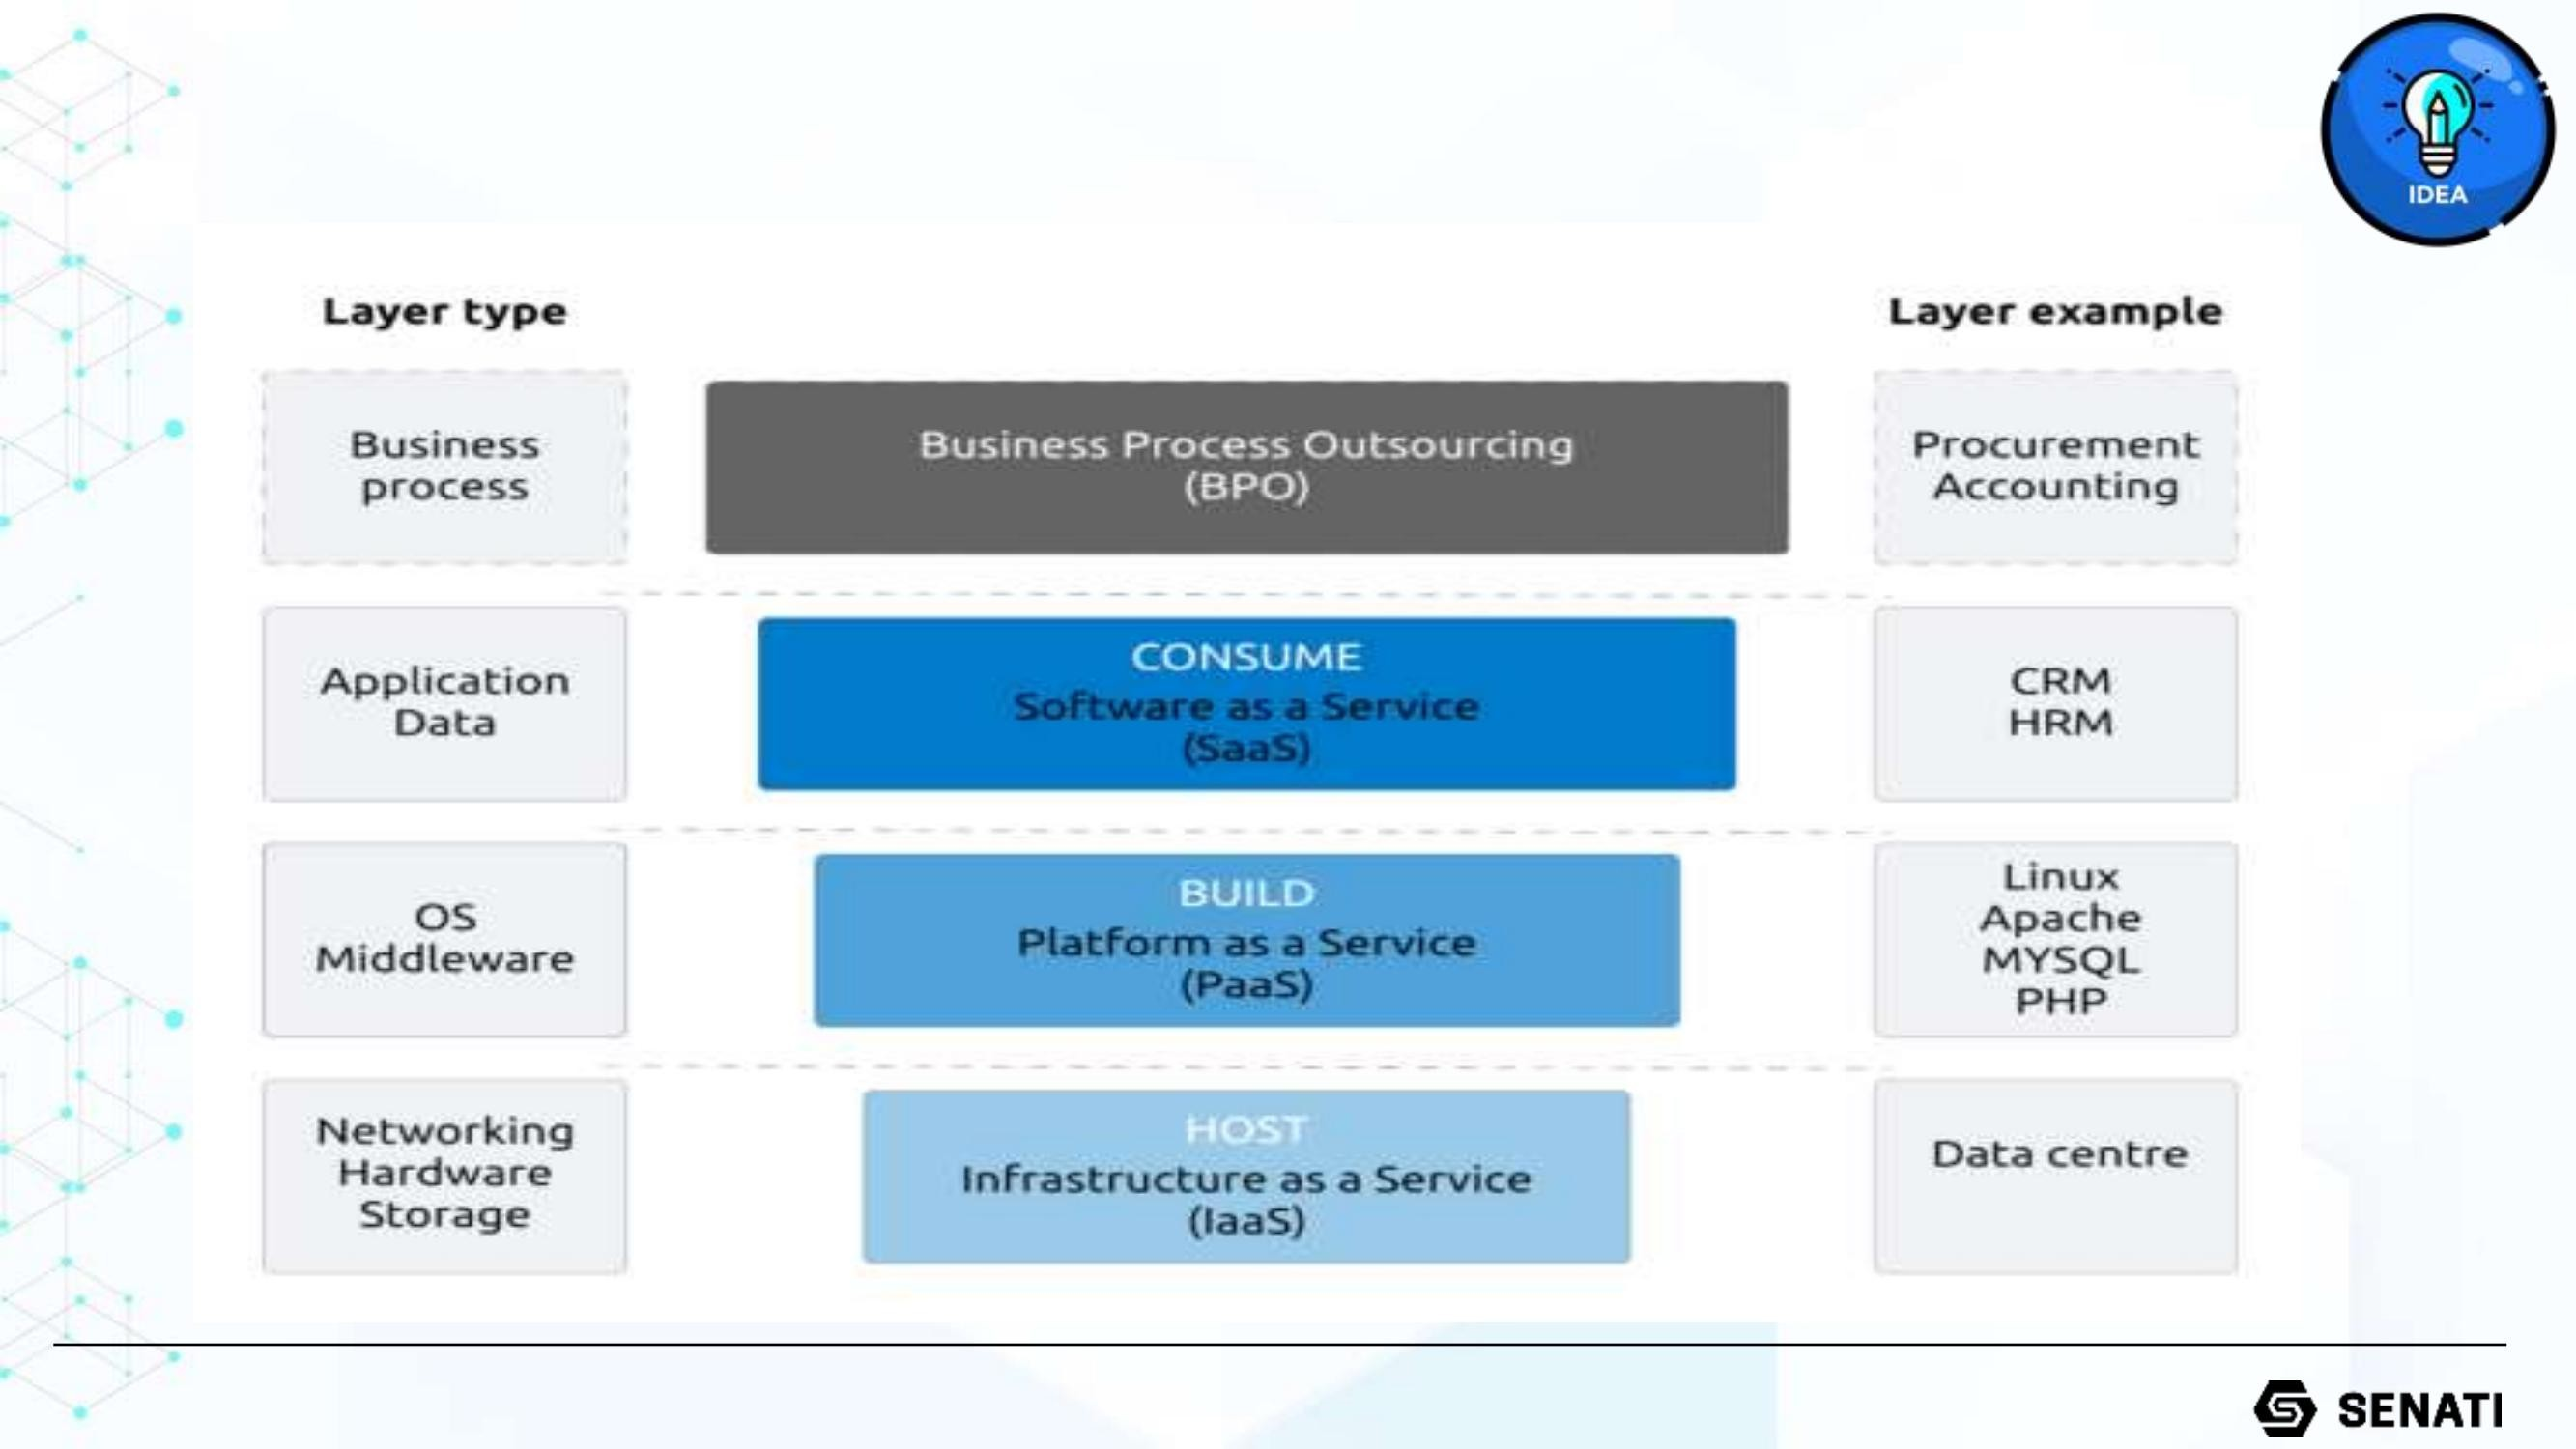 IDEA
Layer type
Layer example
Business
process
Business Process Outsourcing
(BPO)
Procurement
Accounting
Application
Data
CONSUME
Software as a Service
(SaaS)
CRM
HRM
OS
Middleware
BUILD
Platform as a Service
(PaaS)
Linux
Apache
MYSQL
PHP
Networking
Hardware
Storage
HOST
Infrastructure as a Service
(IaaS)
Data centre
SENATI